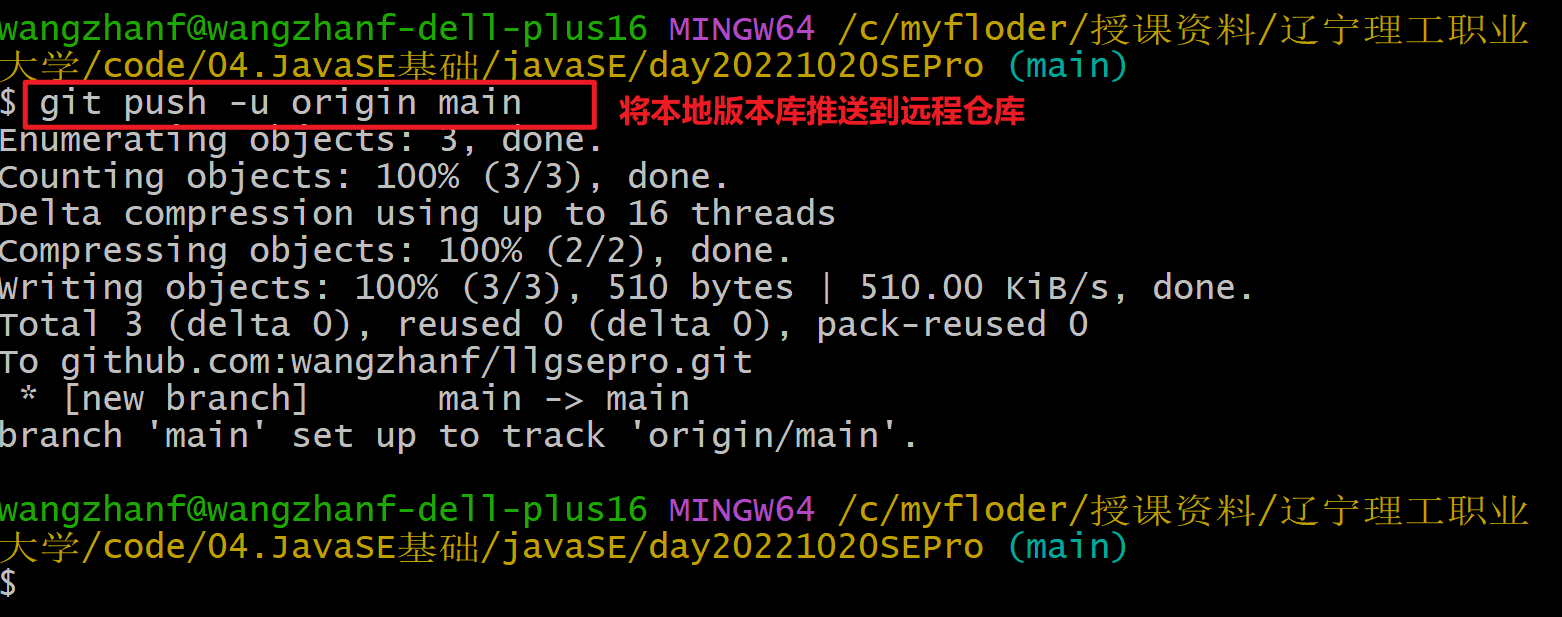 wangzhanf@wangzhanf-dell-plus16 MINGW64 /c/myfloder/授课资料/辽宁理工职业
大学/code/04.JavaSE基础/javaSE/day20221020SEPro (main)
$ git push -u origin main 将本地版本库推送到远程仓库
Enumerating objects: 3, done.
Counting objects: 100% (3/3), done.
Delta compression using up to 16 threads
Compressing objects: 100% (2/2), done.
Writing objects: 100% (3/3), 510 bytes | 510.00 KiB/s, done.
Total 3 (delta 0), reused 0 (delta 0), pack-reused 0
To github.com:wangzhanf/llgsepro.git
 * [new branch]      main -> main
branch 'main' set up to track 'origin/main'.
wangzhanf@wangzhanf-dell-plus16 MINGW64 /c/myfloder/授课资料/辽宁理工职业
大学/code/04.JavaSE基础/javaSE/day20221020SEPro (main)
$